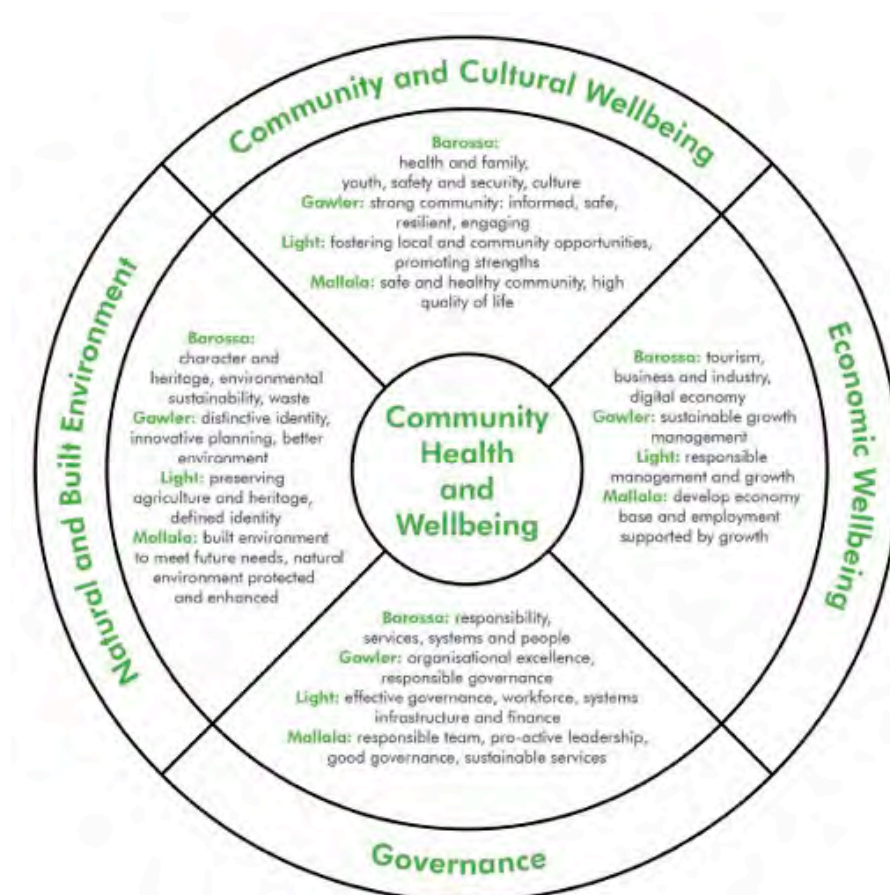 Community and Cultural Wellbeing
Barossa:
health and family,
youth, safety and security, culture
Gawler: strong community: informed, safe,
resilient, engaging
Light: fostering local and community opportunities,
promoting strengths
Mallala: safe and healthy community, high
quality of life
Natural and Built Environment
Barossa:
character and
heritage, environmental
sustainability, waste
Gawler: distinctive identity,
innovative planning, better
environment
Light: preserving
agriculture and heritage,
defined identity
Mallala: built environment
to meet future needs, natural
environment protected
and enhanced
Community
Health
and
Wellbeing
Barossa: tourism,
business and industry,
digital economy
Gawler: sustainable growth
management
Light: responsible
management and growth
Mallala: develop economy
base and employment
supported by growth
Economic Wellbeing
Barossa: responsibility,
services, systems and people
Gawler: organisational excellence,
responsible governance
Light: effective governance, workforce, systems
infrastructure and finance
Mallala: responsible team, pro-active leadership,
good governance, sustainable services
Governance